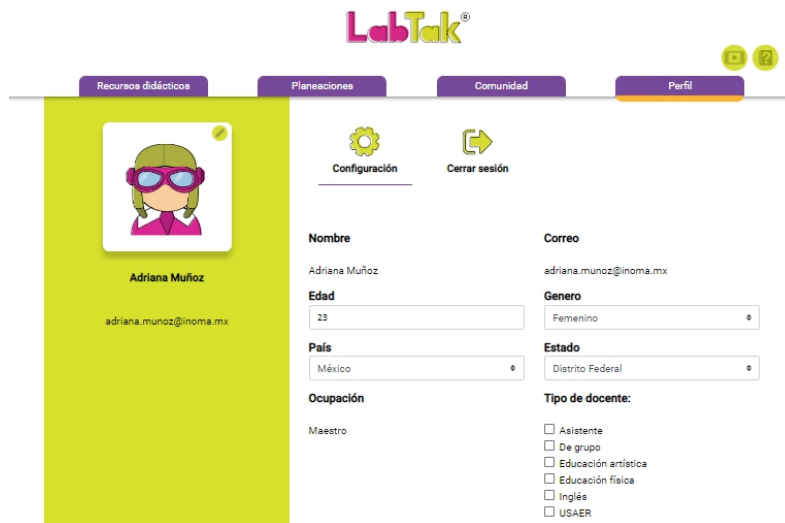 LabTak®
Recursos didácticos
Planeaciones
Comunidad
Perfil
Configuración
Cerrar sesión
Adriana Muñoz
adriana.munoz@inoma.mx
Nombre
Correo
Adriana Muñoz
adriana.munoz@inoma.mx
Edad
Genero
23
Femenino
País
Estado
México
Distrito Federal
Ocupación
Tipo de docente:
Maestro
Asistente
De grupo
Educación artística
Educación física
Inglés
USAER